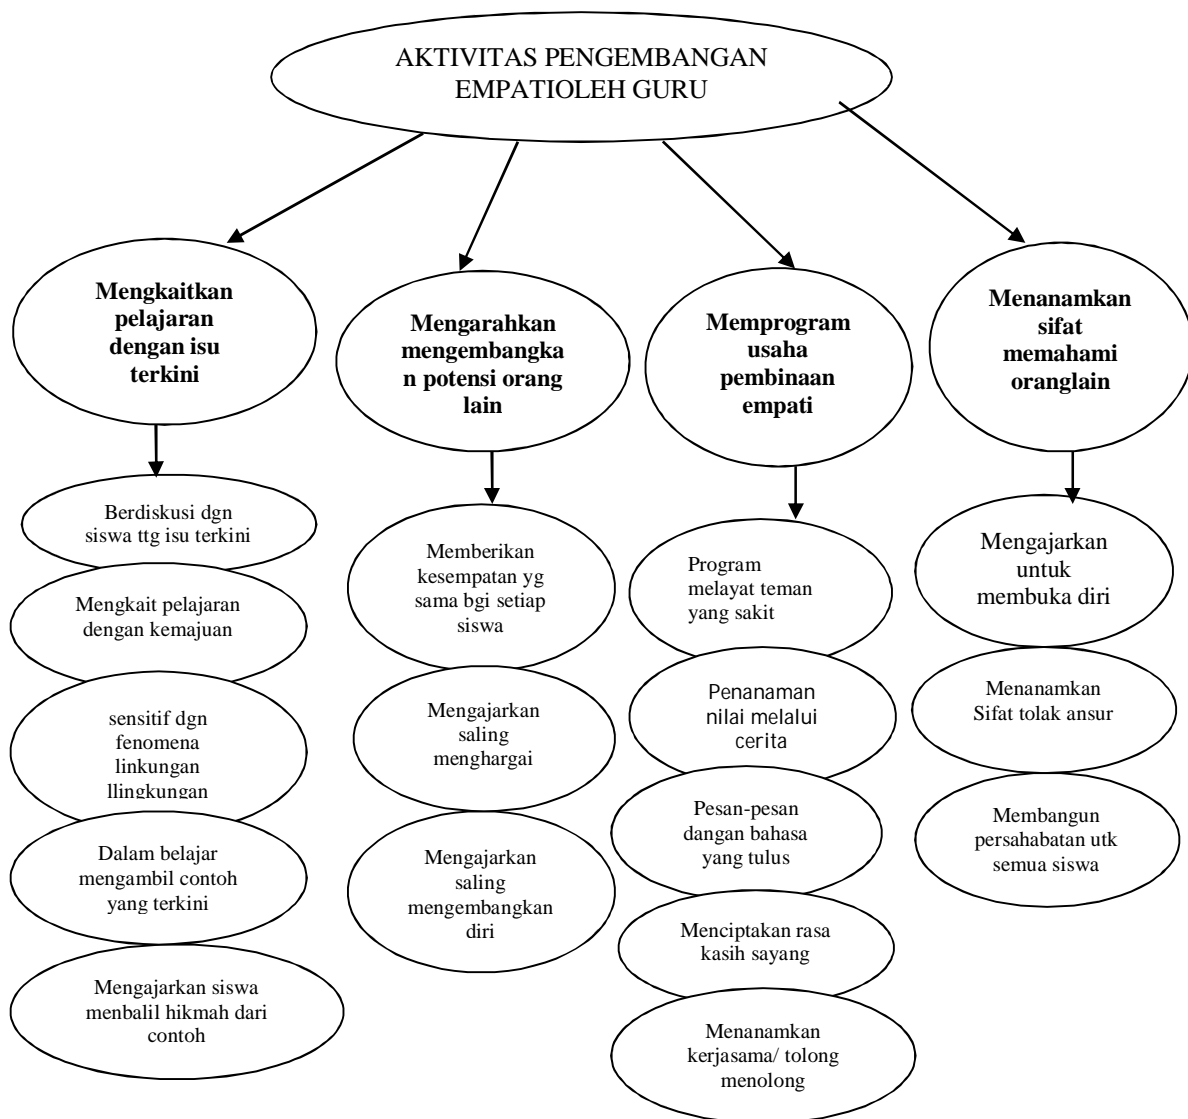 AKTIVITAS PENGEMBANGAN
EMPATIOLEH GURU
Mengkaitkan
pelajaran
dengan isu
terkini
Berdiskusi dgn
siswa ttg isu terkini
Mengkait pelajaran
dengan kemajuan
sensitif dgn
fenomena
linkungan
llingkungan
Dalam belajar
mengambil contoh
yang terkini
Mengajarkan siswa
menbalil hikmah dari
contoh
Mengarahkan
mengembangka
n potensi orang
lain
Memberikan
kesempatan yg
sama bgi setiap
siswa
Mengajarkan
saling
menghargai
Mengajarkan
saling
mengembangkan
diri
Memprogram
usaha
pembinaan
empati
Program
melayat teman
yang sakit
Penanaman
nilai melalui
cerita
Pesan-pesan
dangan bahasa
yang tulus
Menciptakan rasa
kasih sayang
Menanamkan
kerjasama/ tolong
menolong
Menanamkan
sifat
memahami
oranglain
Mengajarkan
untuk
membuka diri
Menanamkan
Sifat tolak ansur
Membangun
persahabatan utk
semua siswa